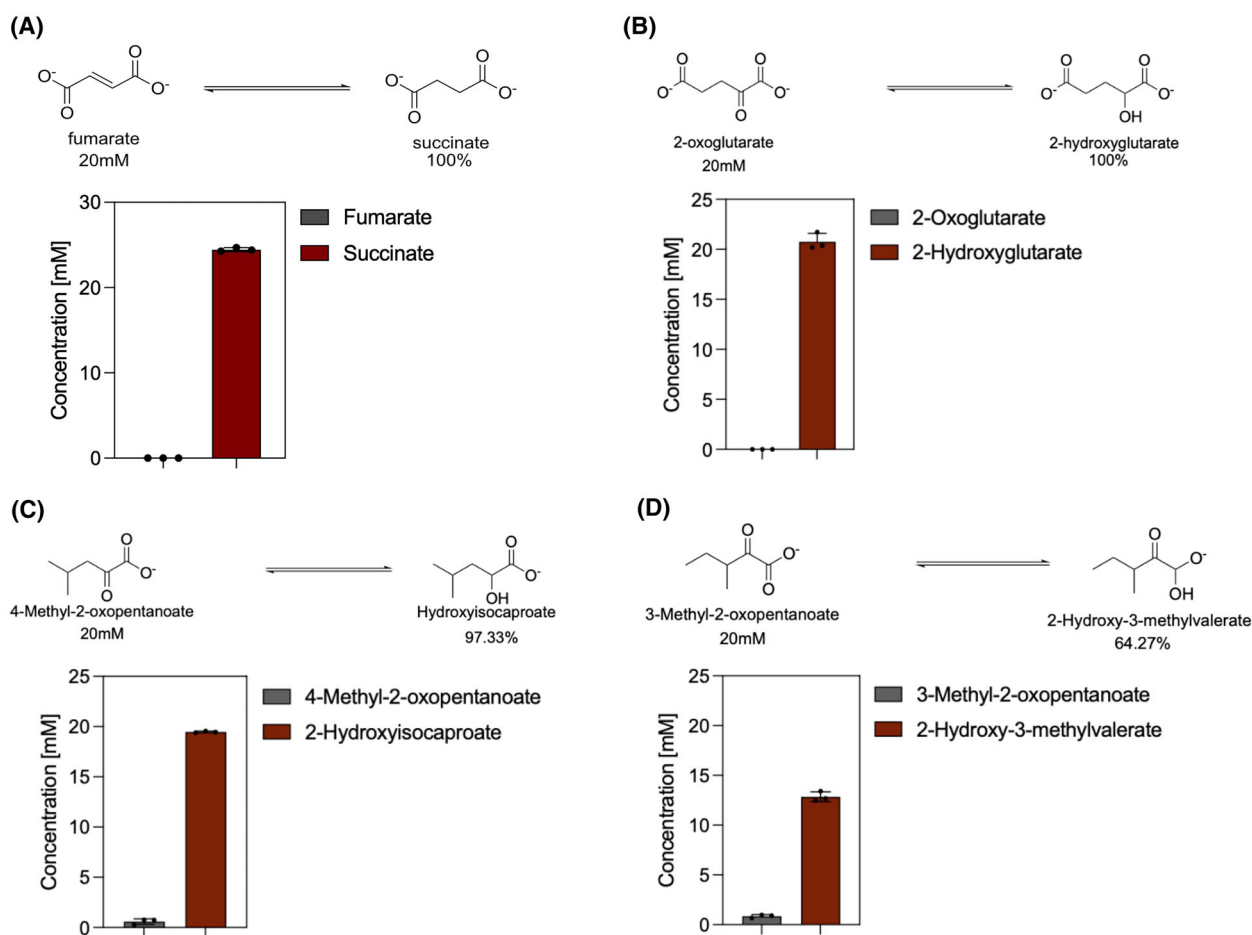 (A)
O⁻
O
O
O⁻
fumarate
20mM
O⁻
O
O
O⁻
succinate
100%
30
20
10
0
Concentration [mM]
Fumarate
Succinate
(B)
O
O
O⁻
O⁻
O
2-oxoglutarate
20mM
O
O
O⁻
O⁻
OH
2-hydroxyglutarate
100%
25
20
15
10
5
0
Concentration [mM]
2-Oxoglutarate
2-Hydroxyglutarate
(C)
O
O⁻
O
4-Methyl-2-oxopentanoate
20mM
O
O⁻
OH
Hydroxyisocaproate
97.33%
25
20
15
10
5
0
Concentration [mM]
4-Methyl-2-oxopentanoate
2-Hydroxyisocaproate
(D)
O
O⁻
O
3-Methyl-2-oxopentanoate
20mM
O
O⁻
OH
2-Hydroxy-3-methylvalerate
64.27%
25
20
15
10
5
0
Concentration [mM]
3-Methyl-2-oxopentanoate
2-Hydroxy-3-methylvalerate